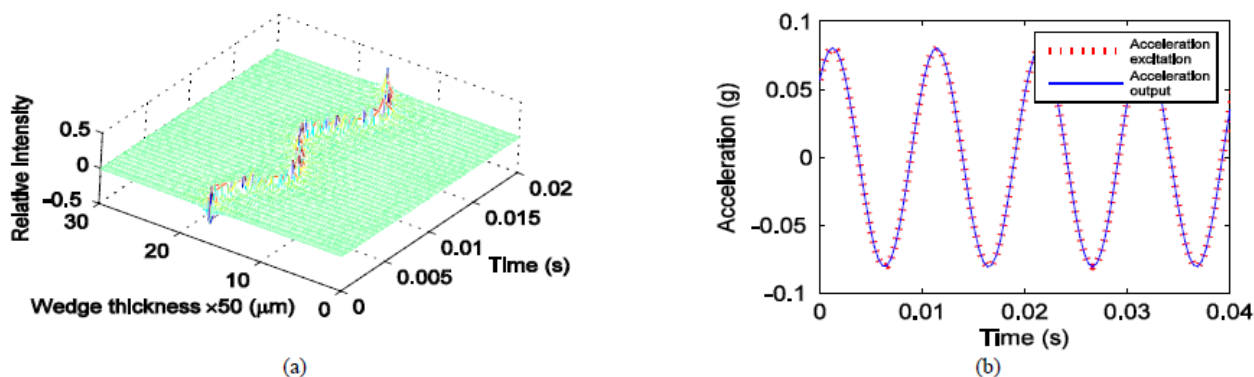 (a)
Relative Intensity
0.5
0
−0.5
30
20
10
0
Wedge thickness ×50 (μm)
0
0.005
0.01
0.015
0.02
Time (s)
(b)
Acceleration (g)
0.1
0.05
0
−0.05
−0.1
Acceleration
excitation
Acceleration
output
0
0.01
0.02
0.03
0.04
Time (s)